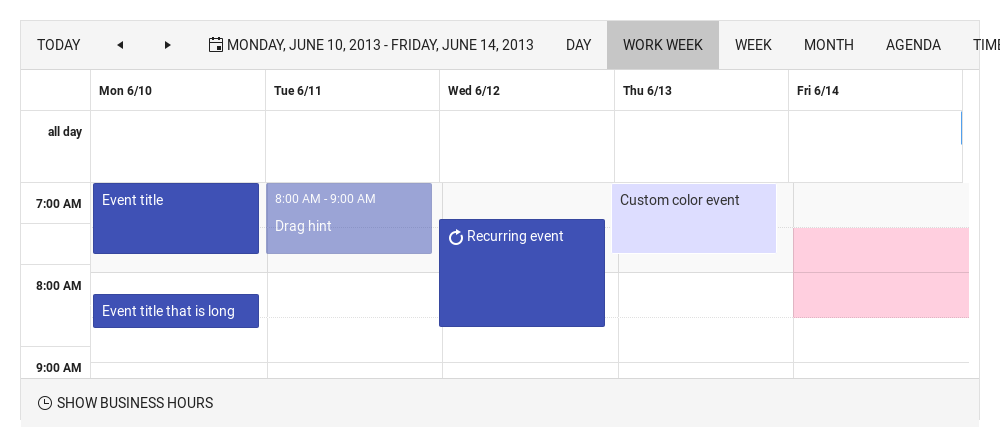 TODAY
MONDAY, JUNE 10, 2013 - FRIDAY, JUNE 14, 2013
DAY
WORK WEEK
WEEK
MONTH
AGENDA
TIME
Mon 6/10
Tue 6/11
Wed 6/12
Thu 6/13
Fri 6/14
all day
7:00 AM
Event title
8:00 AM - 9:00 AM
Drag hint
Custom color event
Recurring event
8:00 AM
Event title that is long
9:00 AM
SHOW BUSINESS HOURS